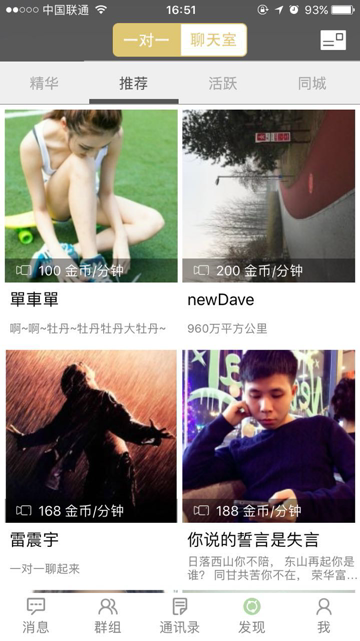 中国联通
16:51
93%
一对一
聊天室
精华
推荐
活跃
同城
100 金币/分钟
200 金币/分钟
單車單
newDave
啊~啊~牡丹~牡丹牡丹大牡丹~
960万平方公里
168 金币/分钟
188 金币/分钟
雷震宇
你说的誓言是失言
一对一聊起来
日落西山你不陪， 东山再起你是
谁？ 同甘共苦你不在， 荣华富…
消息
群组
通讯录
发现
我